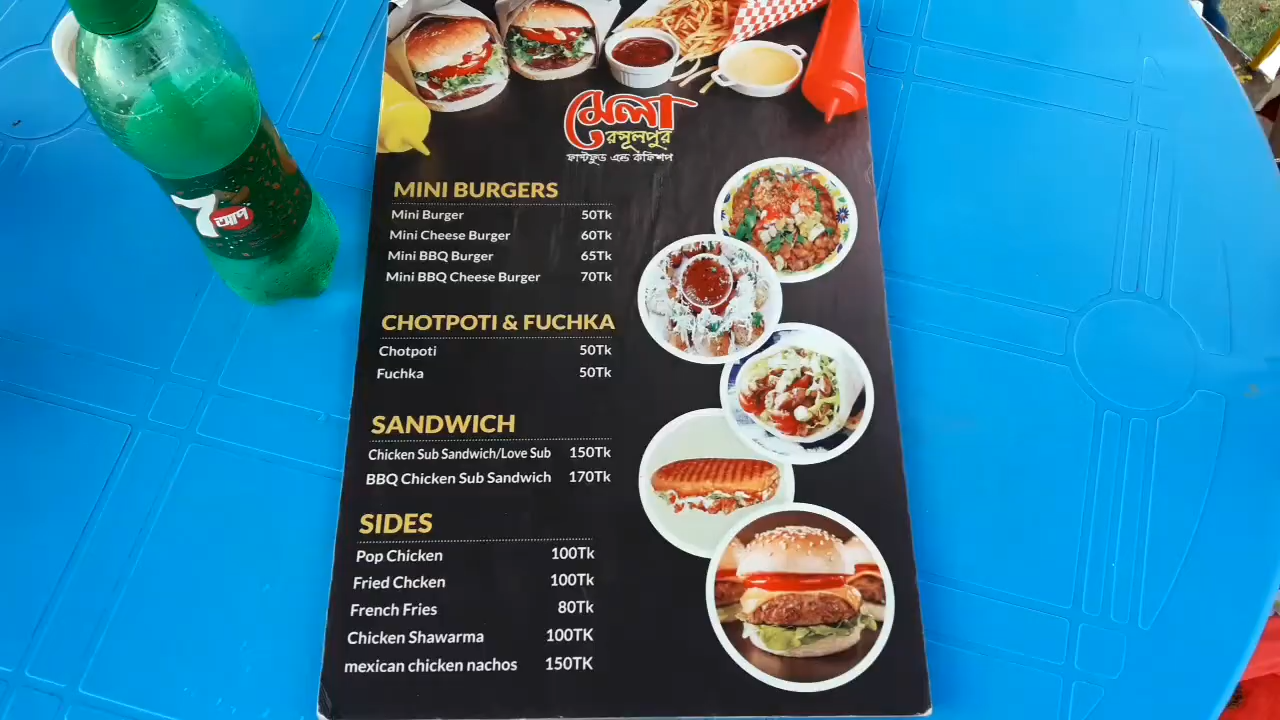 মেলা
রসূলপুর
ফাস্টফুড এন্ড কফিশপ
MINI BURGERS
Mini Burger 50Tk
Mini Cheese Burger 60Tk
Mini BBQ Burger 65Tk
Mini BBQ Cheese Burger 70Tk
CHOTPOTI & FUCHKA
Chotpoti 50Tk
Fuchka 50Tk
SANDWICH
Chicken Sub Sandwich/Love Sub 150Tk
BBQ Chicken Sub Sandwich 170Tk
SIDES
Pop Chicken 100Tk
Fried Chcken 100Tk
French Fries 80Tk
Chicken Shawarma 100TK
mexican chicken nachos 150TK
7আপ